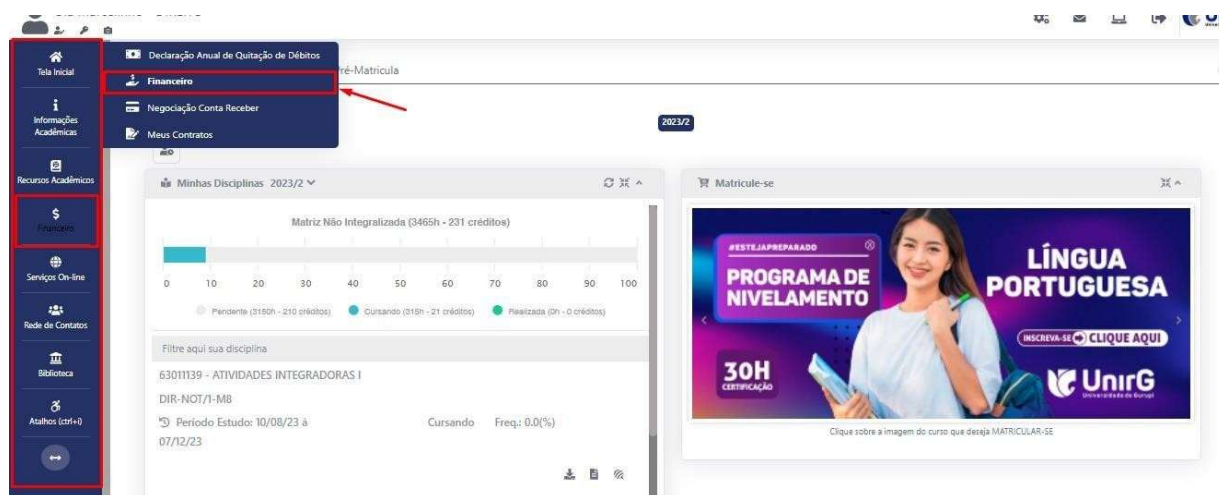 Tela Inicial
Informações
Acadêmicas
Recursos Acadêmicos
$
Financeiro
Serviços On-line
Rede de Contatos
Biblioteca
Atalhos (ctrl+i)
Declaração Anual de Quitação de Débitos
Financeiro
Negociação Conta Receber
Meus Contratos
ré-Matricula
2023/2
Minhas Disciplinas 2023/2
Matriz Não Integralizada (3465h - 231 créditos)
0 10 20 30 40 50 60 70 80 90 100
Pendente (3150h - 210 créditos) Cursando (315h - 21 créditos) Realizada (0h - 0 créditos)
Filtre aqui sua disciplina
63011139 - ATIVIDADES INTEGRADORAS I
DIR-NOT/1-M8
Período Estudo: 10/08/23 à
07/12/23
Cursando Freq.: 0.0(%)
Matricule-se
#ESTEJAPREPARADO
PROGRAMA DE
NIVELAMENTO
30H
CERTIFICAÇÃO
LÍNGUA
PORTUGUESA
INSCREVA-SE CLIQUE AQUI
UnirG
Universidade de Gurupi
Clique sobre a imagem do curso que deseja MATRICULAR-SE